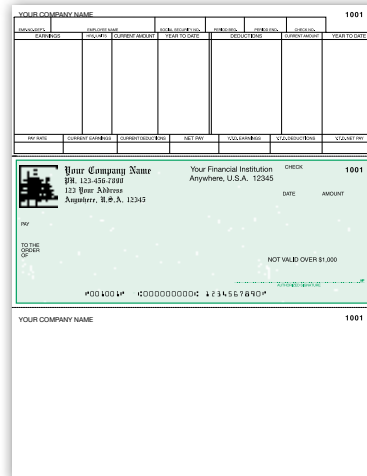 YOUR COMPANY NAME 1001
EMP.NO./DEPT. EMPLOYEE NAME SOCIAL SECURITY NO. PERIOD BEG. PERIOD END. CHECK NO.
EARNINGS HRS./UNITS CURRENT AMOUNT YEAR TO DATE DEDUCTIONS CURRENT AMOUNT YEAR TO DATE
PAY RATE CURRENT EARNINGS CURRENT DEDUCTIONS NET PAY Y.T.D. EARNINGS Y.T.D. DEDUCTIONS Y.T.D. NET PAY
Your Company Name Your Financial Institution CHECK 1001
PH. 123-456-7890 Anywhere, U.S.A. 12345
123 Your Address DATE AMOUNT
Anywhere, U.S.A. 12345
PAY
TO THE
ORDER
OF
NOT VALID OVER $1,000
AUTHORIZED SIGNATURE
⑈001001⑈ ⑆000000000⑆ 1234567890⑈
YOUR COMPANY NAME 1001